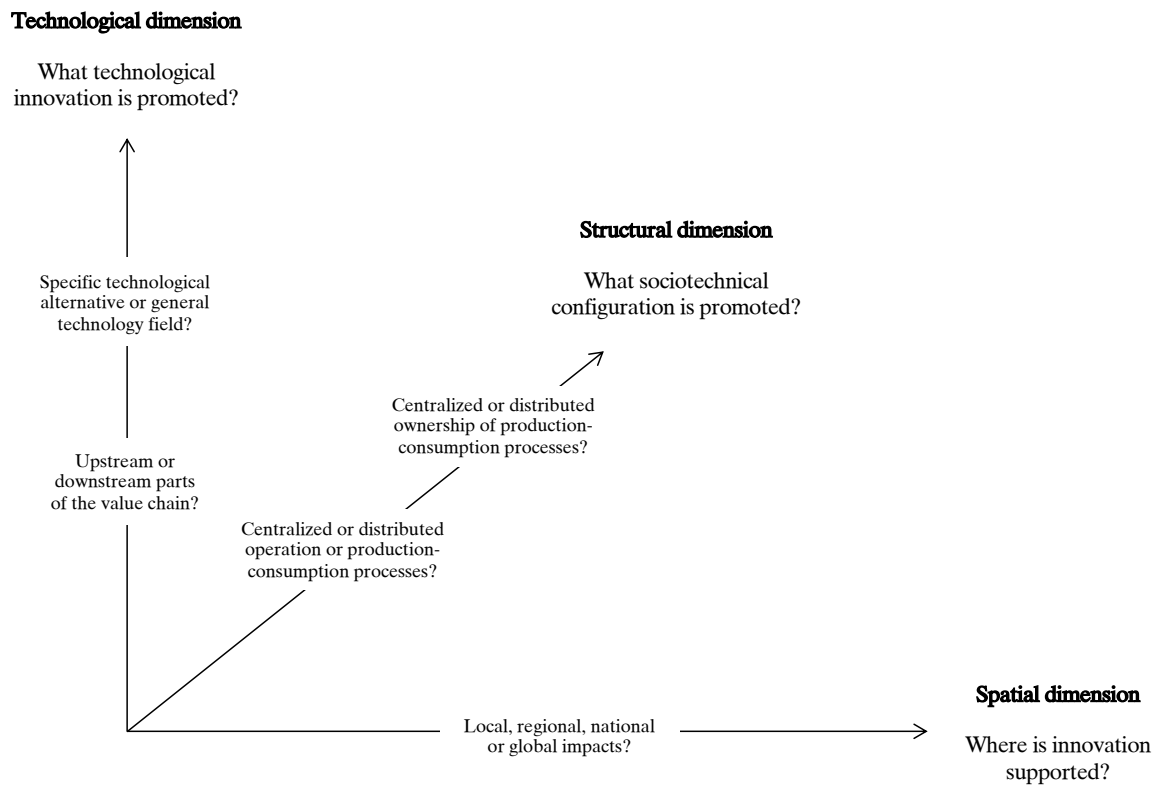 Technological dimension
What technological
innovation is promoted?
Structural dimension
What sociotechnical
configuration is promoted?
Specific technological
alternative or general
technology field?
Centralized or distributed
ownership of production-
consumption processes?
Upstream or
downstream parts
of the value chain?
Centralized or distributed
operation or production-
consumption processes?
Spatial dimension
Where is innovation
supported?
Local, regional, national
or global impacts?